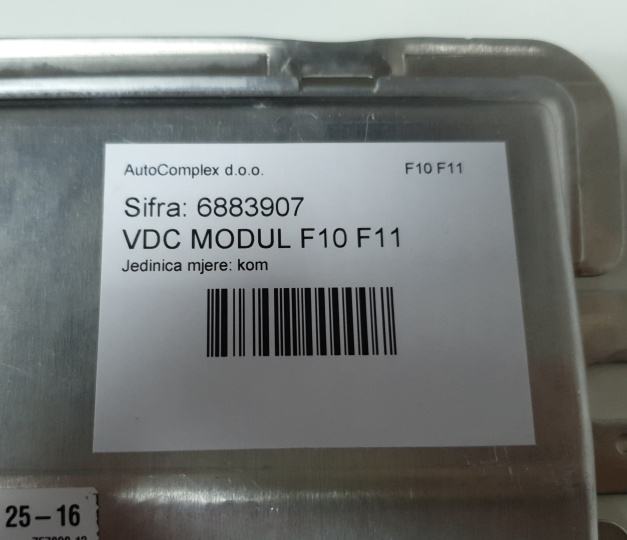 AutoComplex d.o.o. F10 F11
Sifra: 6883907
VDC MODUL F10 F11
Jedinica mjere: kom
25-16